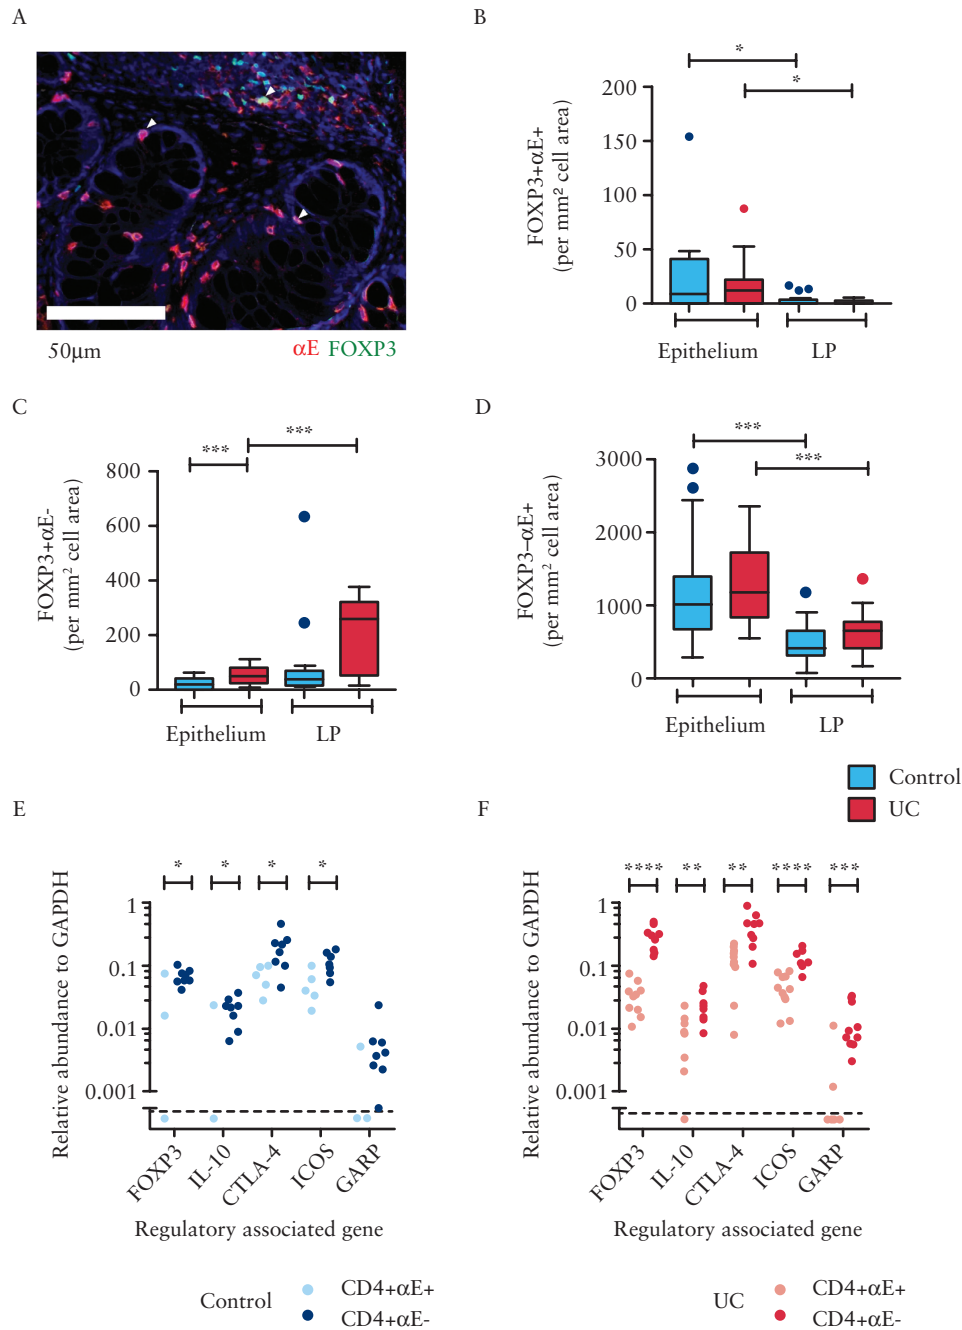 A
50µm
αE FOXP3
B
*
*
FOXP3+αE+
(per mm² cell area)
200
150
100
50
0
Epithelium LP
C
***
***
FOXP3+αE-
(per mm² cell area)
800
600
400
200
0
Epithelium LP
D
***
***
FOXP3–αE+
(per mm² cell area)
3000
2000
1000
0
Epithelium LP
Control
UC
E
* * * *
Relative abundance to GAPDH
1
0.1
0.01
0.001
FOXP3
IL-10
CTLA-4
ICOS
GARP
Regulatory associated gene
Control
CD4+αE+
CD4+αE-
F
**** ** ** **** ***
Relative abundance to GAPDH
1
0.1
0.01
0.001
FOXP3
IL-10
CTLA-4
ICOS
GARP
Regulatory associated gene
UC
CD4+αE+
CD4+αE-